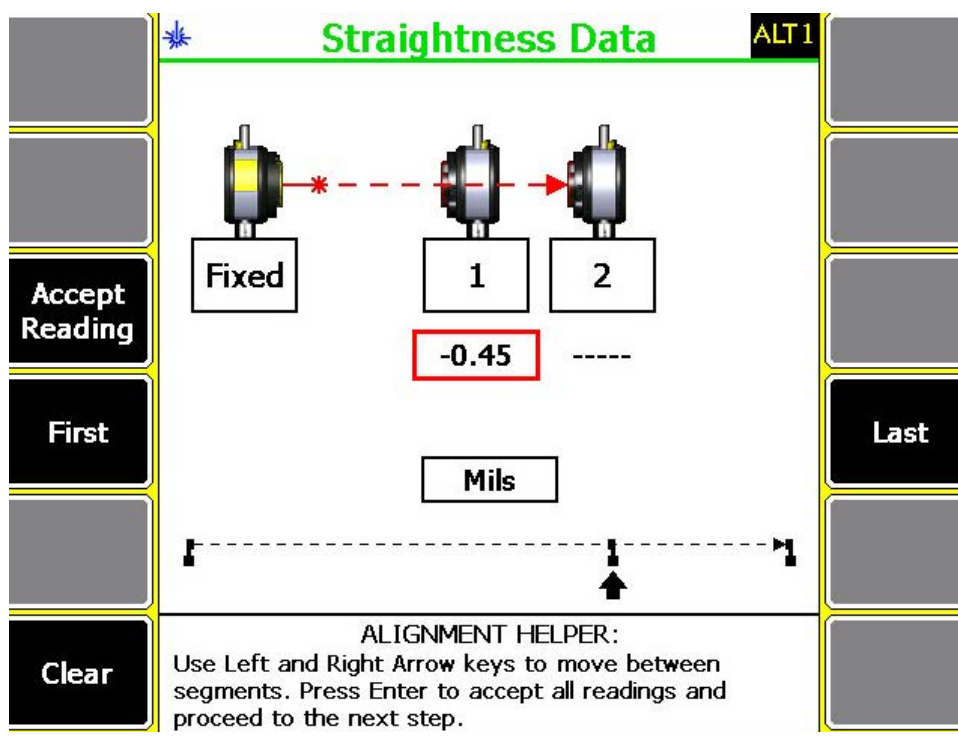 Straightness Data
ALT1
Fixed
1
2
Accept
Reading
-0.45
-----
First
Last
Mils
ALIGNMENT HELPER:
Clear
Use Left and Right Arrow keys to move between
segments. Press Enter to accept all readings and
proceed to the next step.